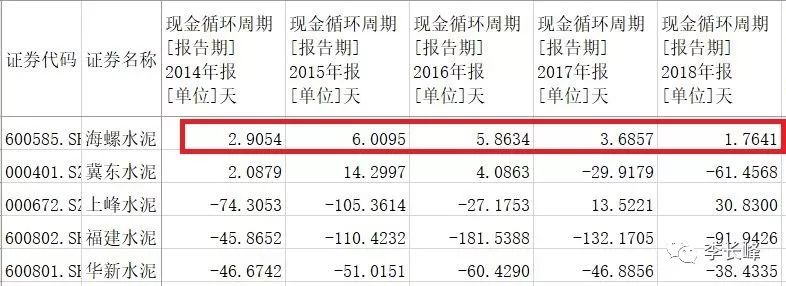 证券代码 证券名称 现金循环周期 现金循环周期 现金循环周期 现金循环周期 现金循环周期
[报告期] [报告期] [报告期] [报告期] [报告期]
2014年报 2015年报 2016年报 2017年报 2018年报
[单位]天 [单位]天 [单位]天 [单位]天 [单位]天
600585.SH 海螺水泥 2.9054 6.0095 5.8634 3.6857 1.7641
000401.SZ 冀东水泥 2.0879 14.2997 4.0863 -29.9179 -61.4568
000672.SZ 上峰水泥 -74.3053 -105.3614 -27.1753 13.5221 30.8300
600802.SH 福建水泥 -45.8652 -110.4232 -181.5388 -132.1705 -91.9426
600801.SH 华新水泥 -46.6742 -51.0151 -60.4290 -46.8856 -38.4335
李长峰